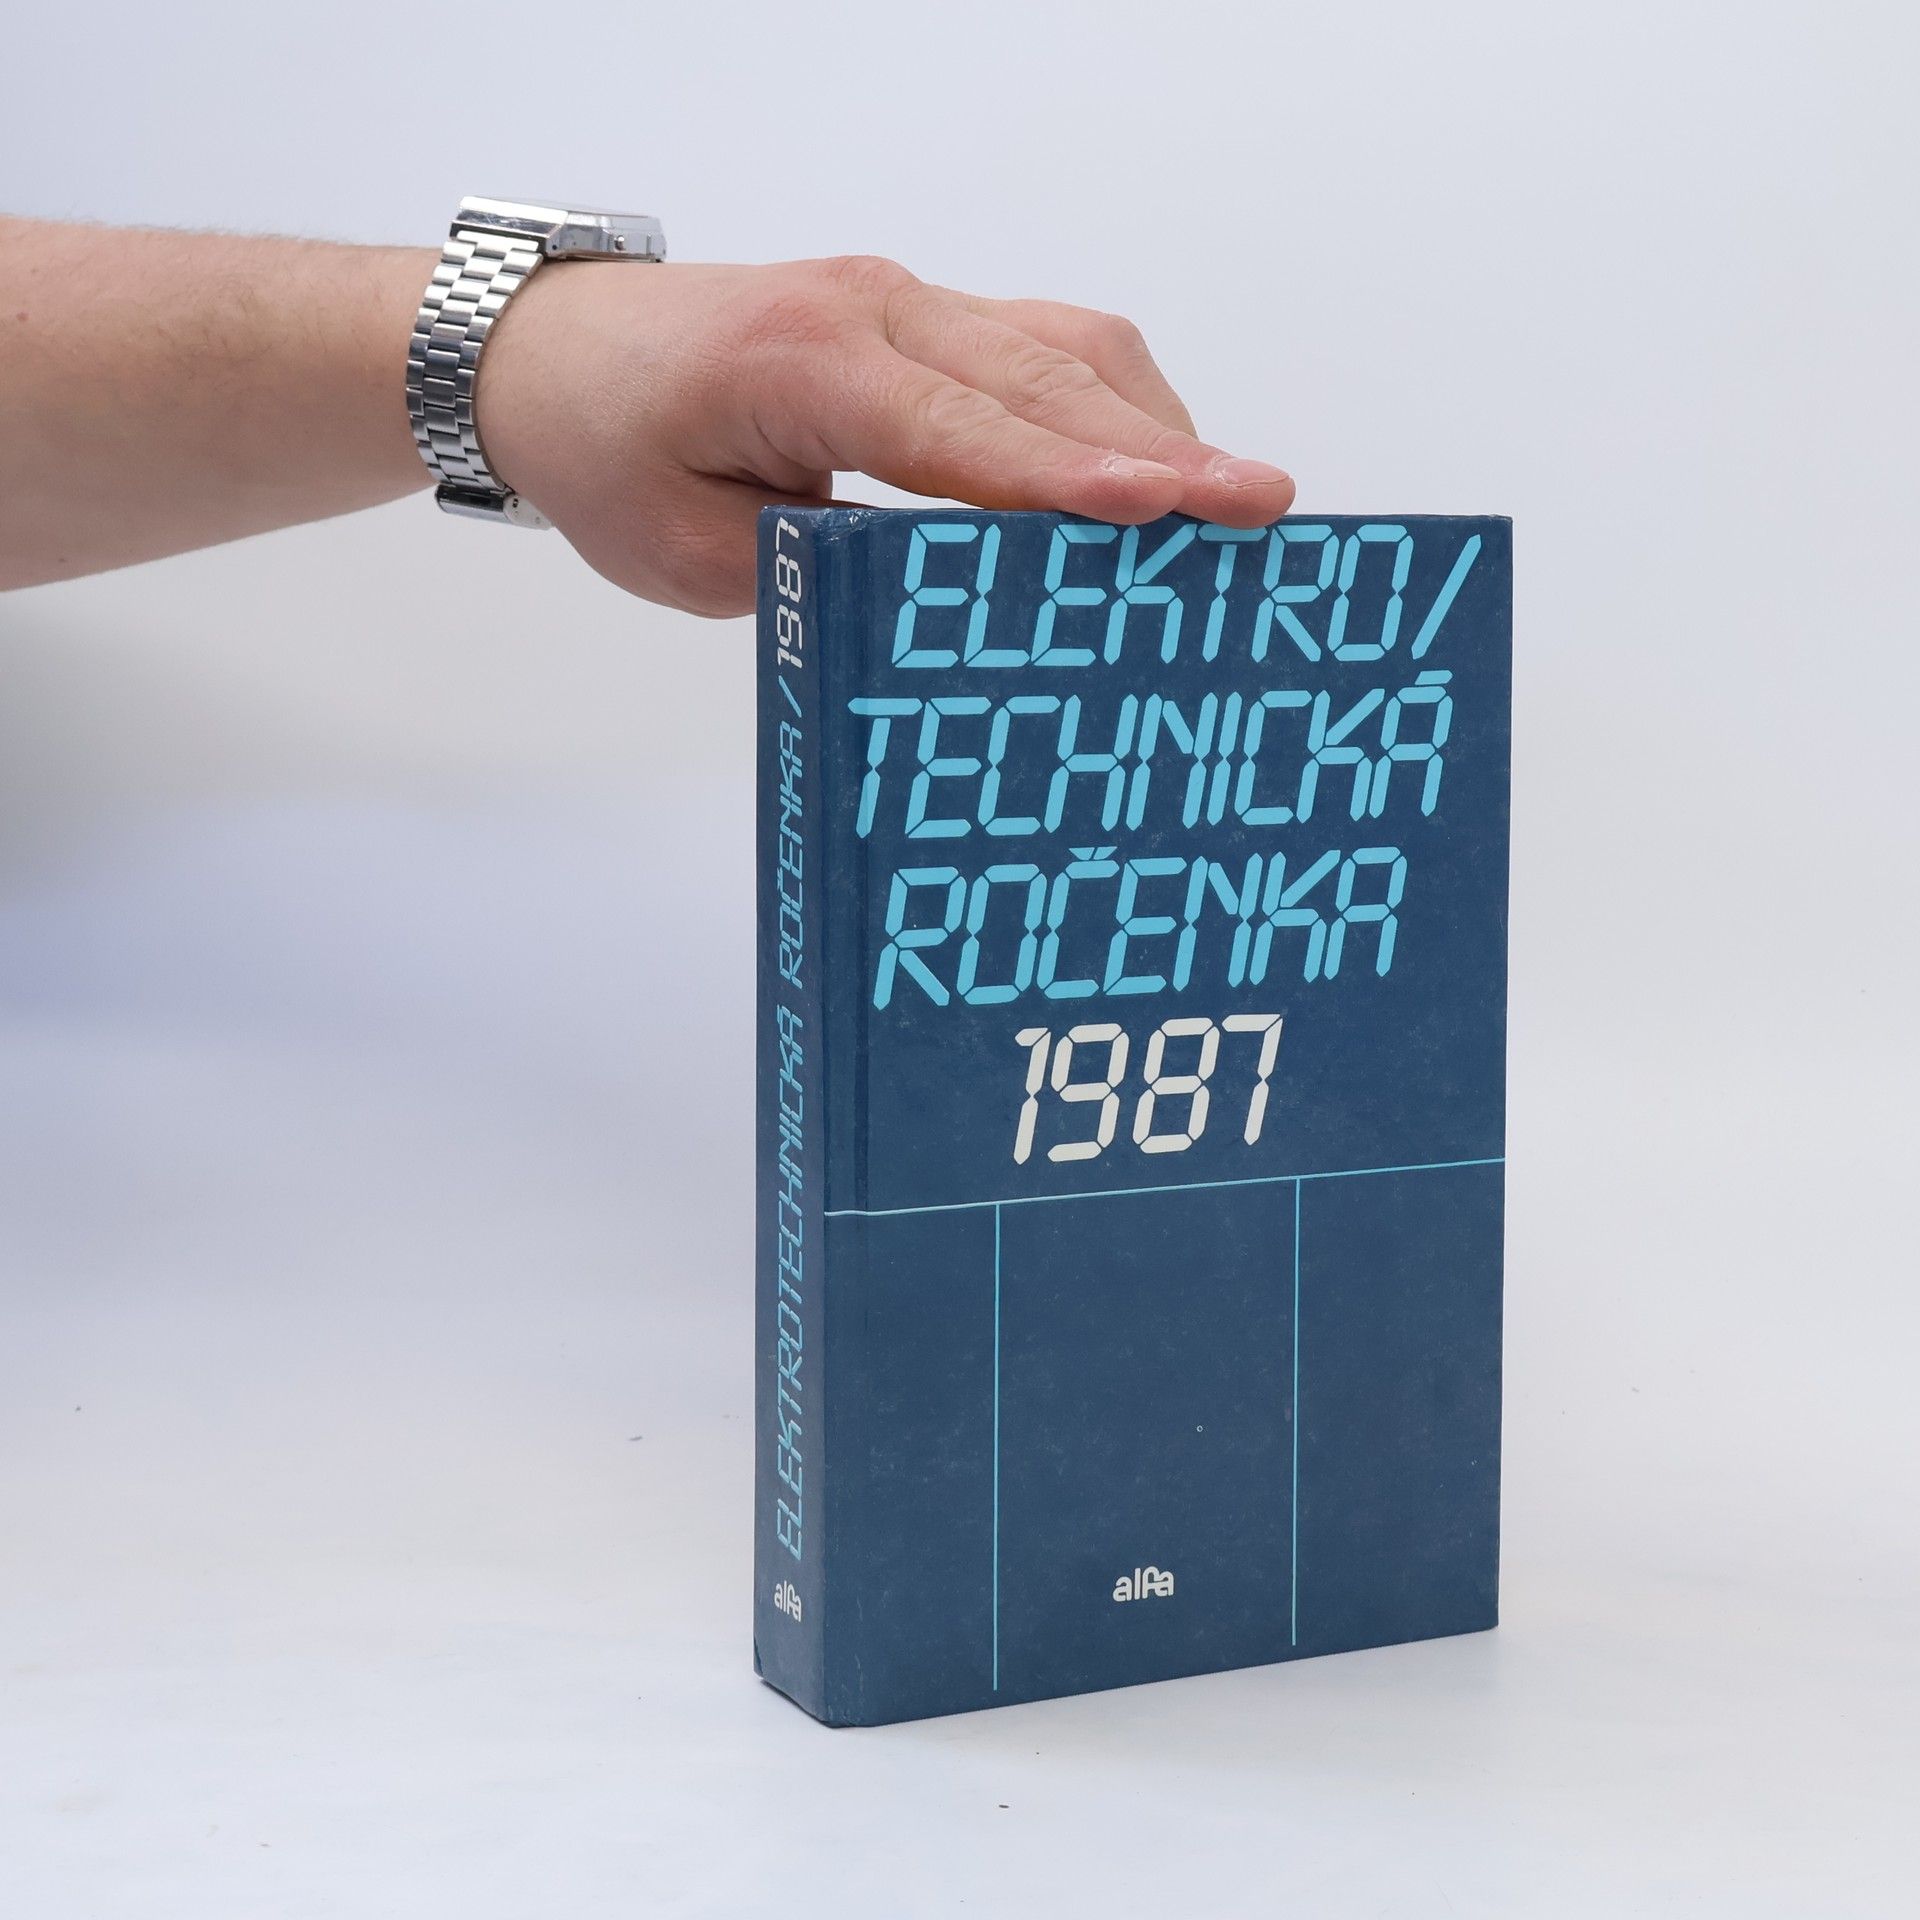 ELEKTRO/
TECHNICKÁ
ROČENKA
1987
alfa
ELEKTROTECHNICKÁ ROČENKA/1987
alfa